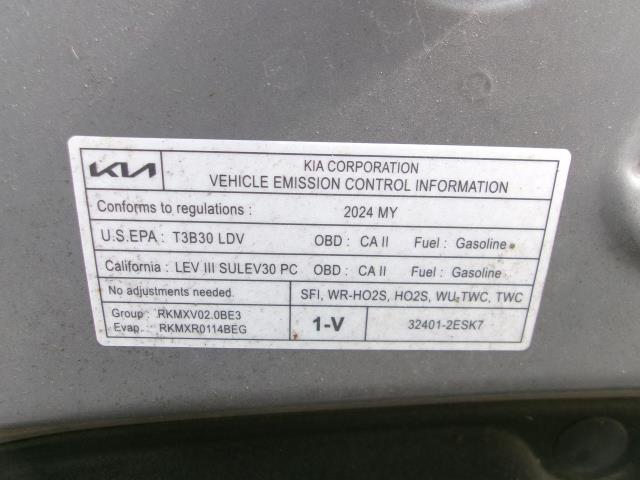 KIA
KIA CORPORATION
VEHICLE EMISSION CONTROL INFORMATION
Conforms to regulations : 2024 MY
U.S.EPA : T3B30 LDV OBD : CA II Fuel : Gasoline
California : LEV III SULEV30 PC OBD : CA II Fuel : Gasoline
No adjustments needed SFI, WR-HO2S, HO2S, WU-TWC, TWC
Group : RKMXV02.0BE3
Evap. : RKMXR0114BEG
1-V 32401-2ESK7